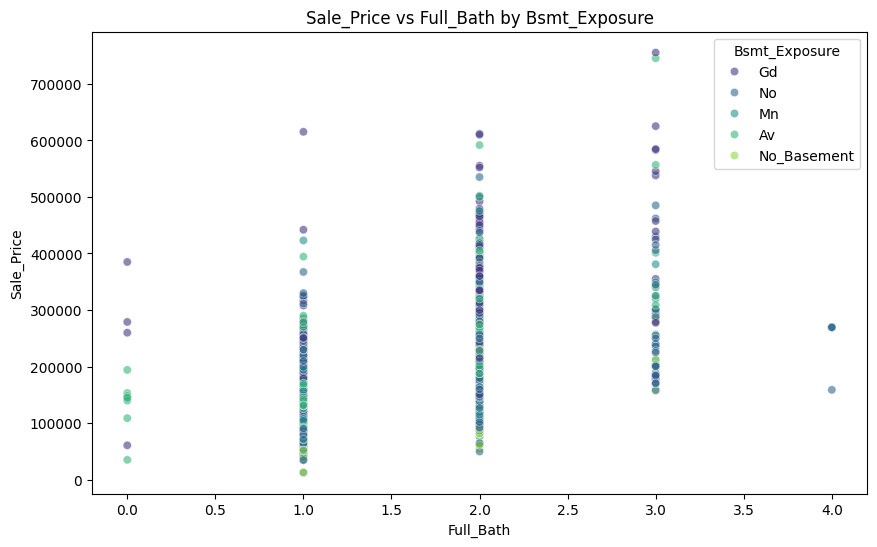 Sale_Price vs Full_Bath by Bsmt_Exposure
Bsmt_Exposure
Gd
No
Mn
Av
No_Basement
Sale_Price
700000
600000
500000
400000
300000
200000
100000
0
0.0 0.5 1.0 1.5 2.0 2.5 3.0 3.5 4.0
Full_Bath